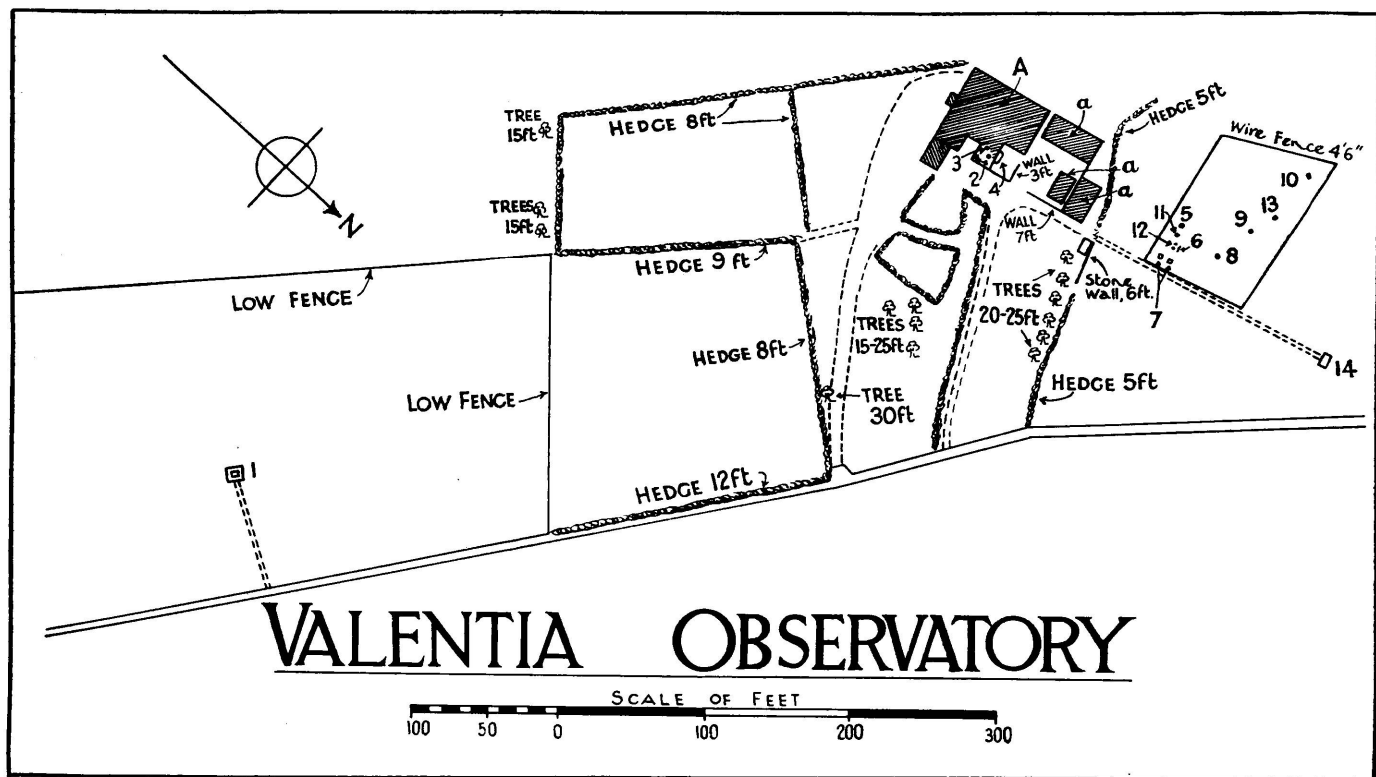 A
TREE
15ft
HEDGE 8ft
a
HEDGE 5ft
Wire Fence 4'6"
10
3
2
4
WALL
3ft
a
a
TREES
15ft
N
WALL
7ft
11
5
9
13
12
6
8
HEDGE 9 ft
LOW FENCE
TREES
20-25ft
Stone
Wall, 6ft.
7
TREES
15-25ft
HEDGE 8ft
14
LOW FENCE
TREE
30ft
HEDGE 5ft
1
HEDGE 12ft
VALENTIA OBSERVATORY
SCALE OF FEET
100 50 0 100 200 300